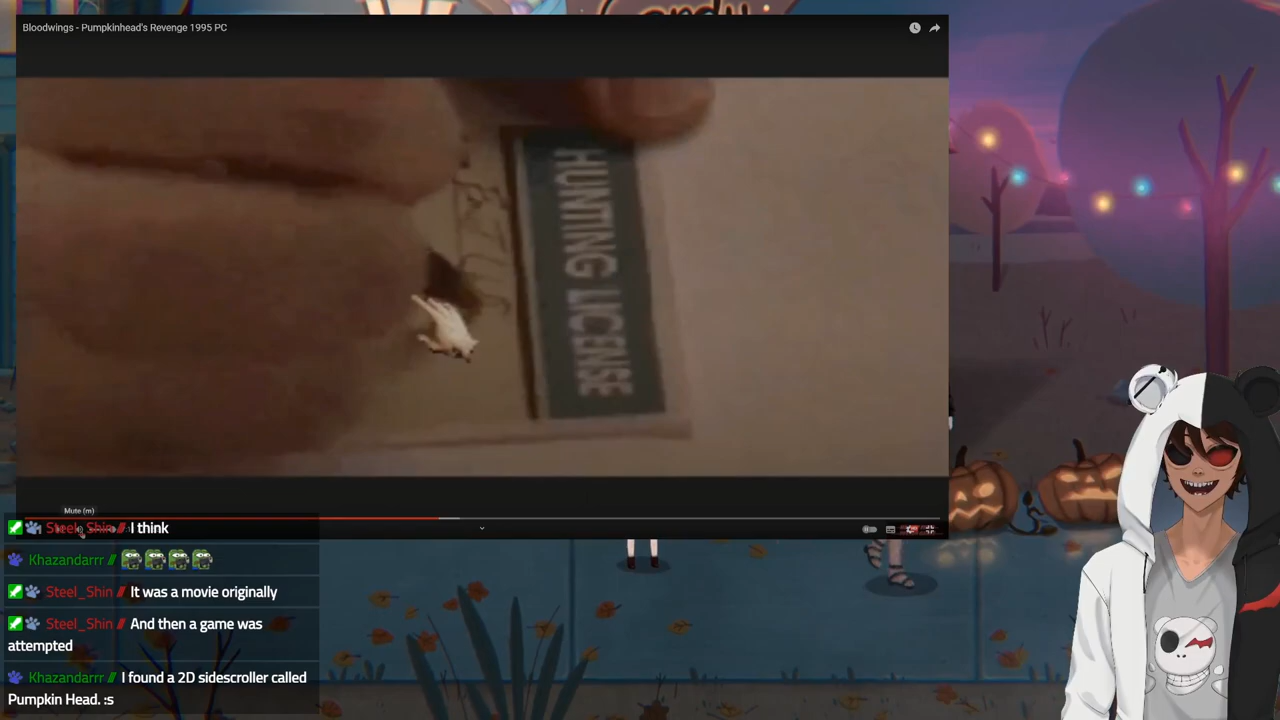 Bloodwings - Pumpkinhead's Revenge 1995 PC
HUNTING LICENSE
Mute (m)
Steel_Shin // I think
Khazandarrr //
Steel_Shin // It was a movie originally
Steel_Shin // And then a game was
attempted
Khazandarrr // I found a 2D sidescroller called
Pumpkin Head. :s